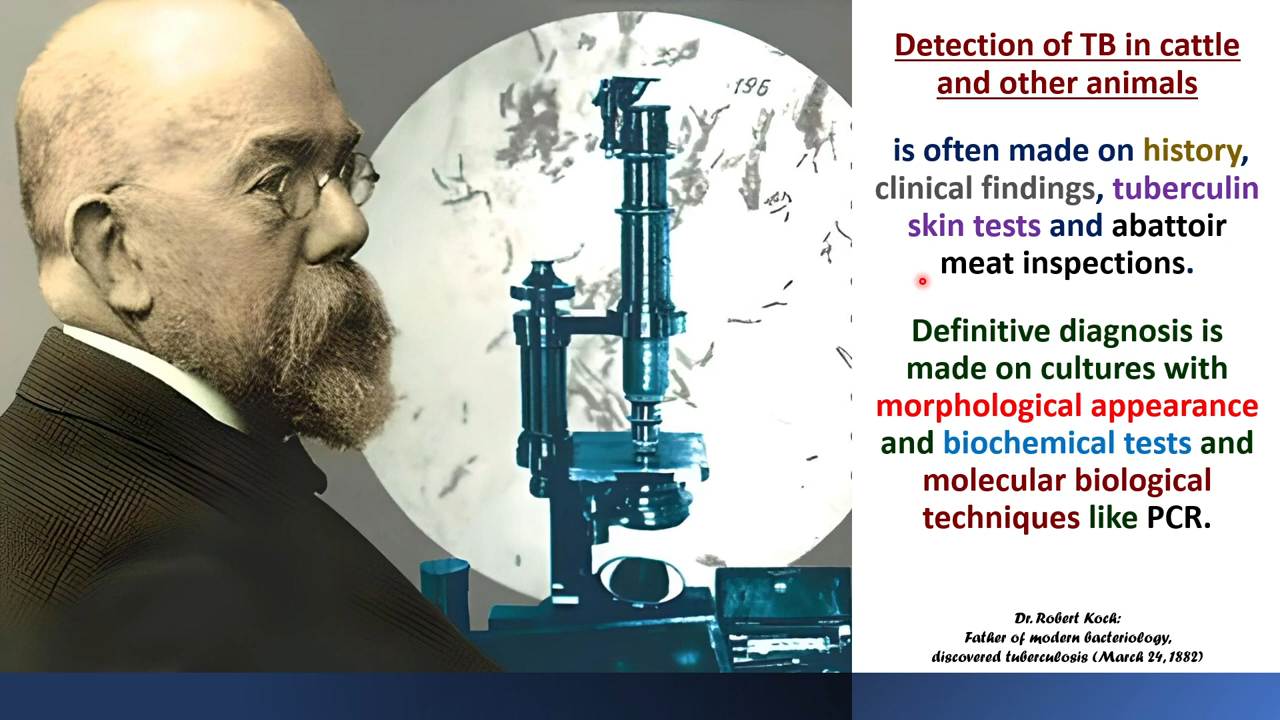 196
Detection of TB in cattle
and other animals
is often made on history,
clinical findings, tuberculin
skin tests and abattoir
meat inspections.
Definitive diagnosis is
made on cultures with
morphological appearance
and biochemical tests and
molecular biological
techniques like PCR.
Dr. Robert Koch:
Father of modern bacteriology,
discovered tuberculosis (March 24, 1882)